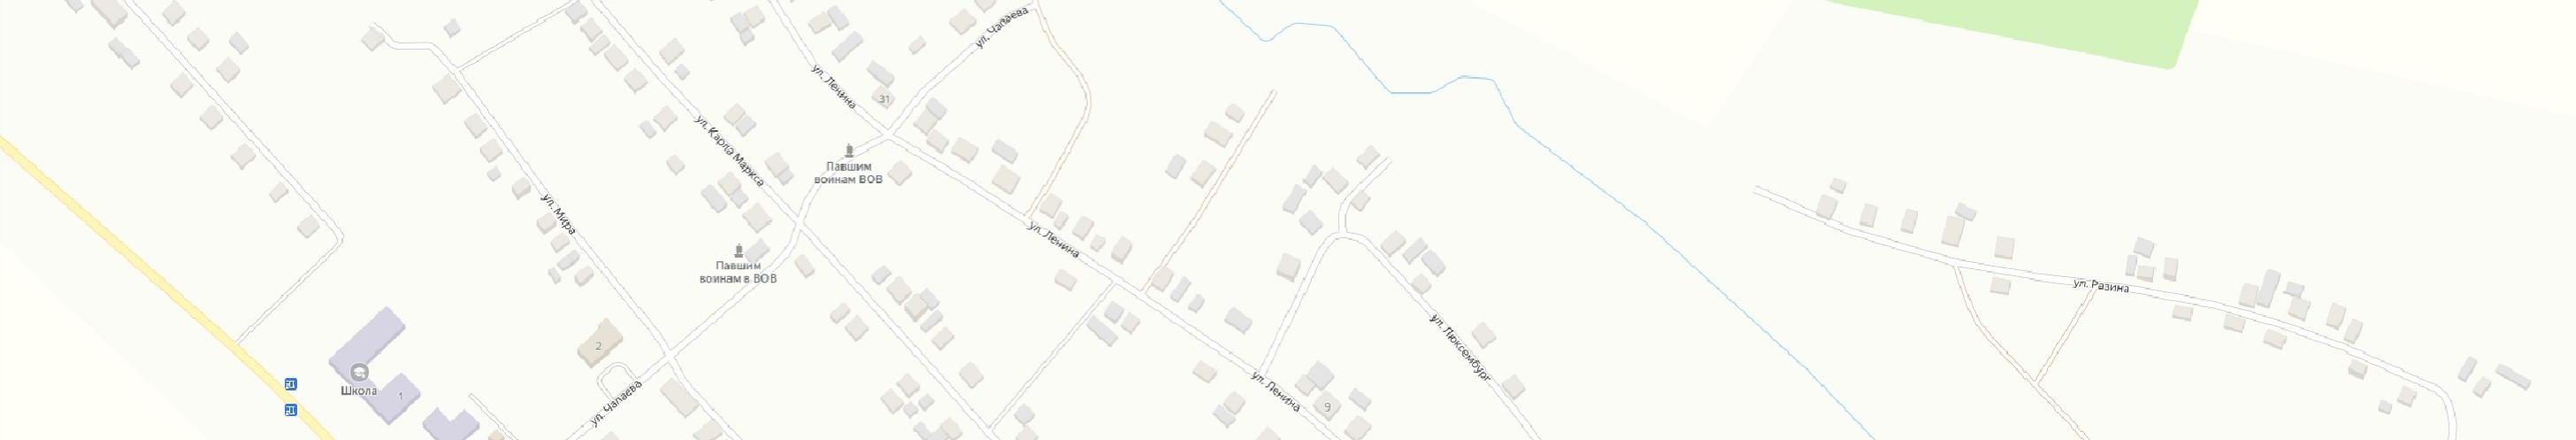 ул. Чапаева
ул. Ленина
31
ул. Карла Маркса
Павшим
воинам ВОВ
ул. Мира
ул. Ленина
Павшим
воинам в ВОВ
ул. Разина
ул. Люксембург
2
Школа
1
ул. Чапаева
ул. Ленина
9